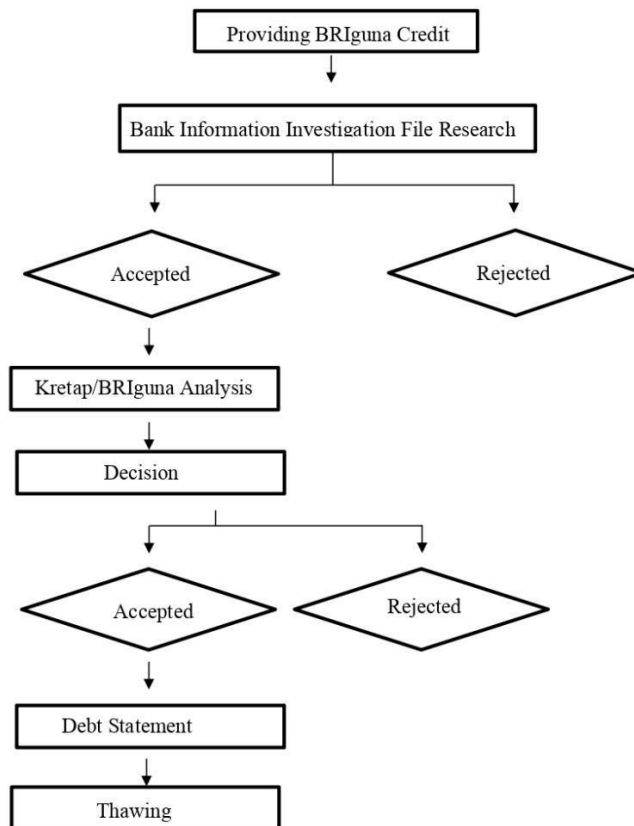 Providing BRIguna Credit
Bank Information Investigation File Research
Accepted
Rejected
Kretap/BRIguna Analysis
Decision
Accepted
Rejected
Debt Statement
Thawing